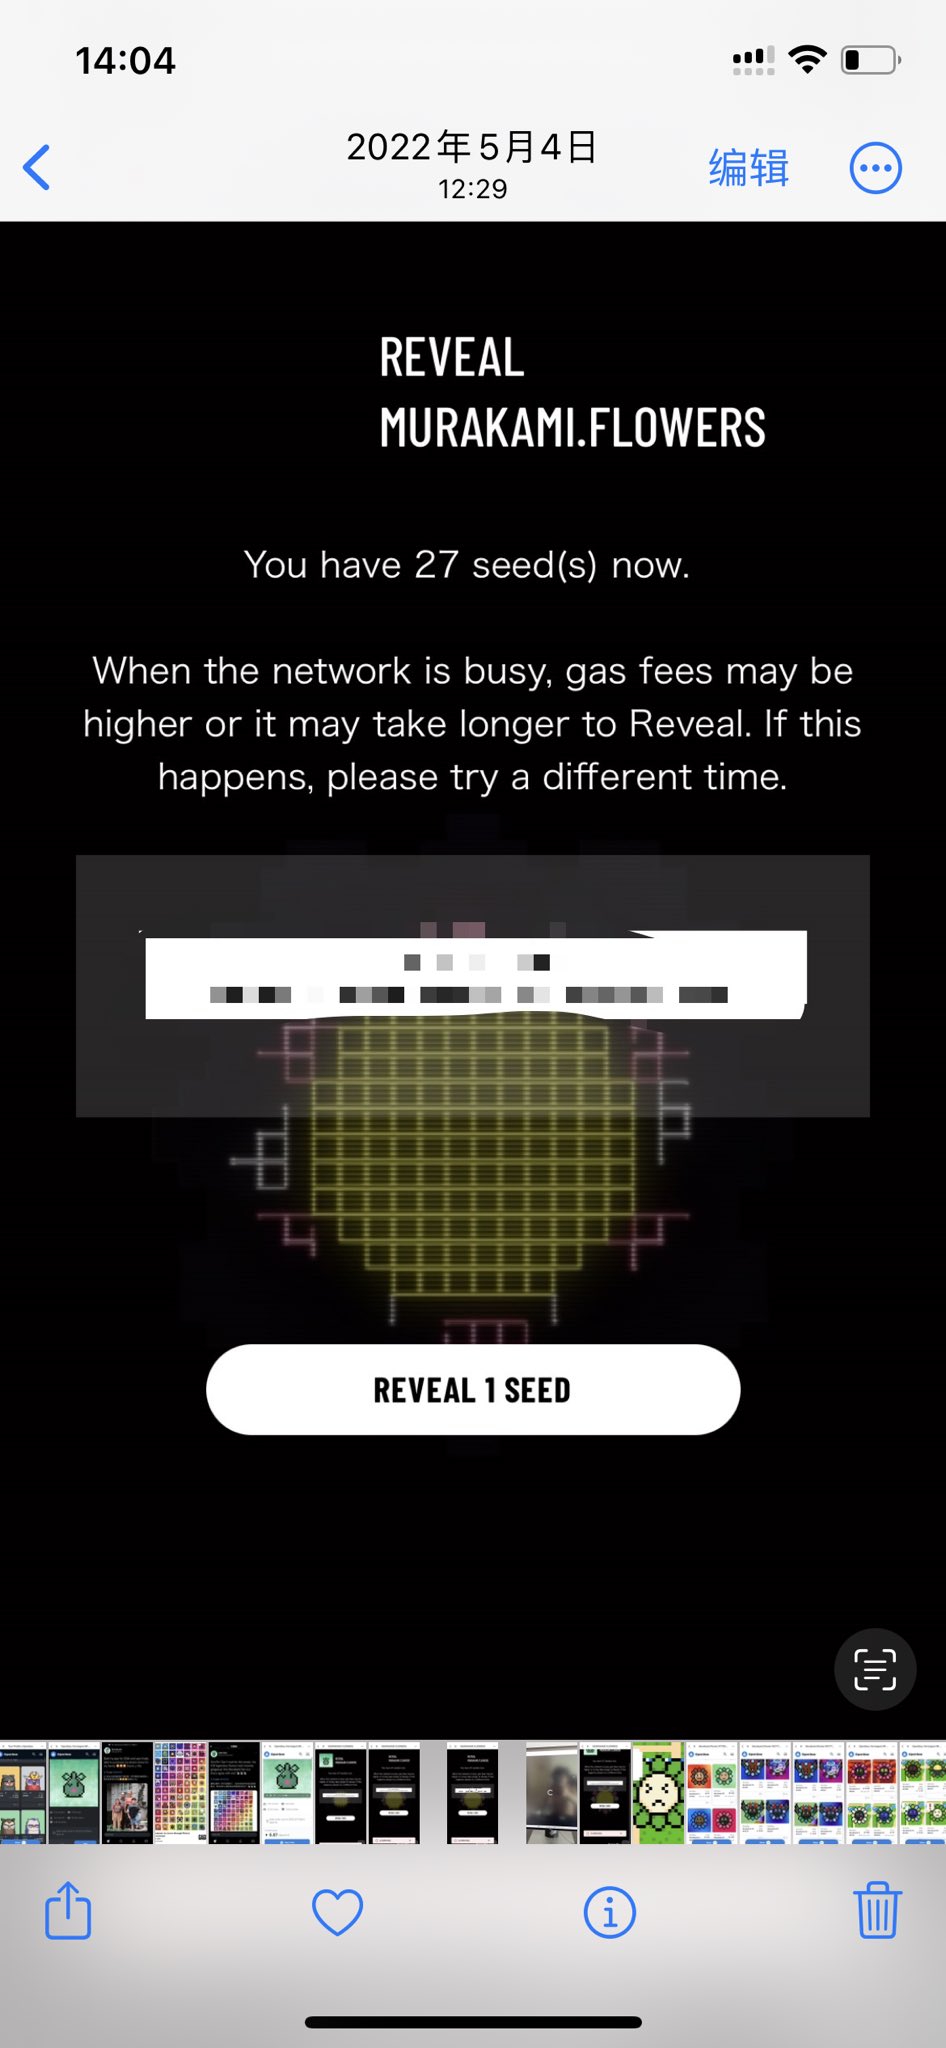 14:04
2022年5月4日
编辑
12:29
REVEAL
MURAKAMI.FLOWERS
You have 27 seed(s) now.
When the network is busy, gas fees may be
higher or it may take longer to Reveal. If this
happens, please try a different time.
REVEAL 1 SEED